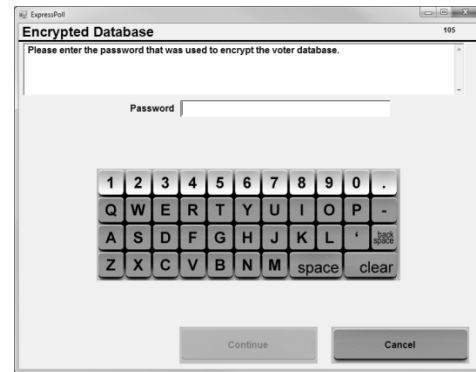 ExpressPoll
Encrypted Database 105
Please enter the password that was used to encrypt the voter database.
Password
1 2 3 4 5 6 7 8 9 0 .
Q W E R T Y U I O P -
A S D F G H J K L ' back space
Z X C V B N M space clear
Continue Cancel